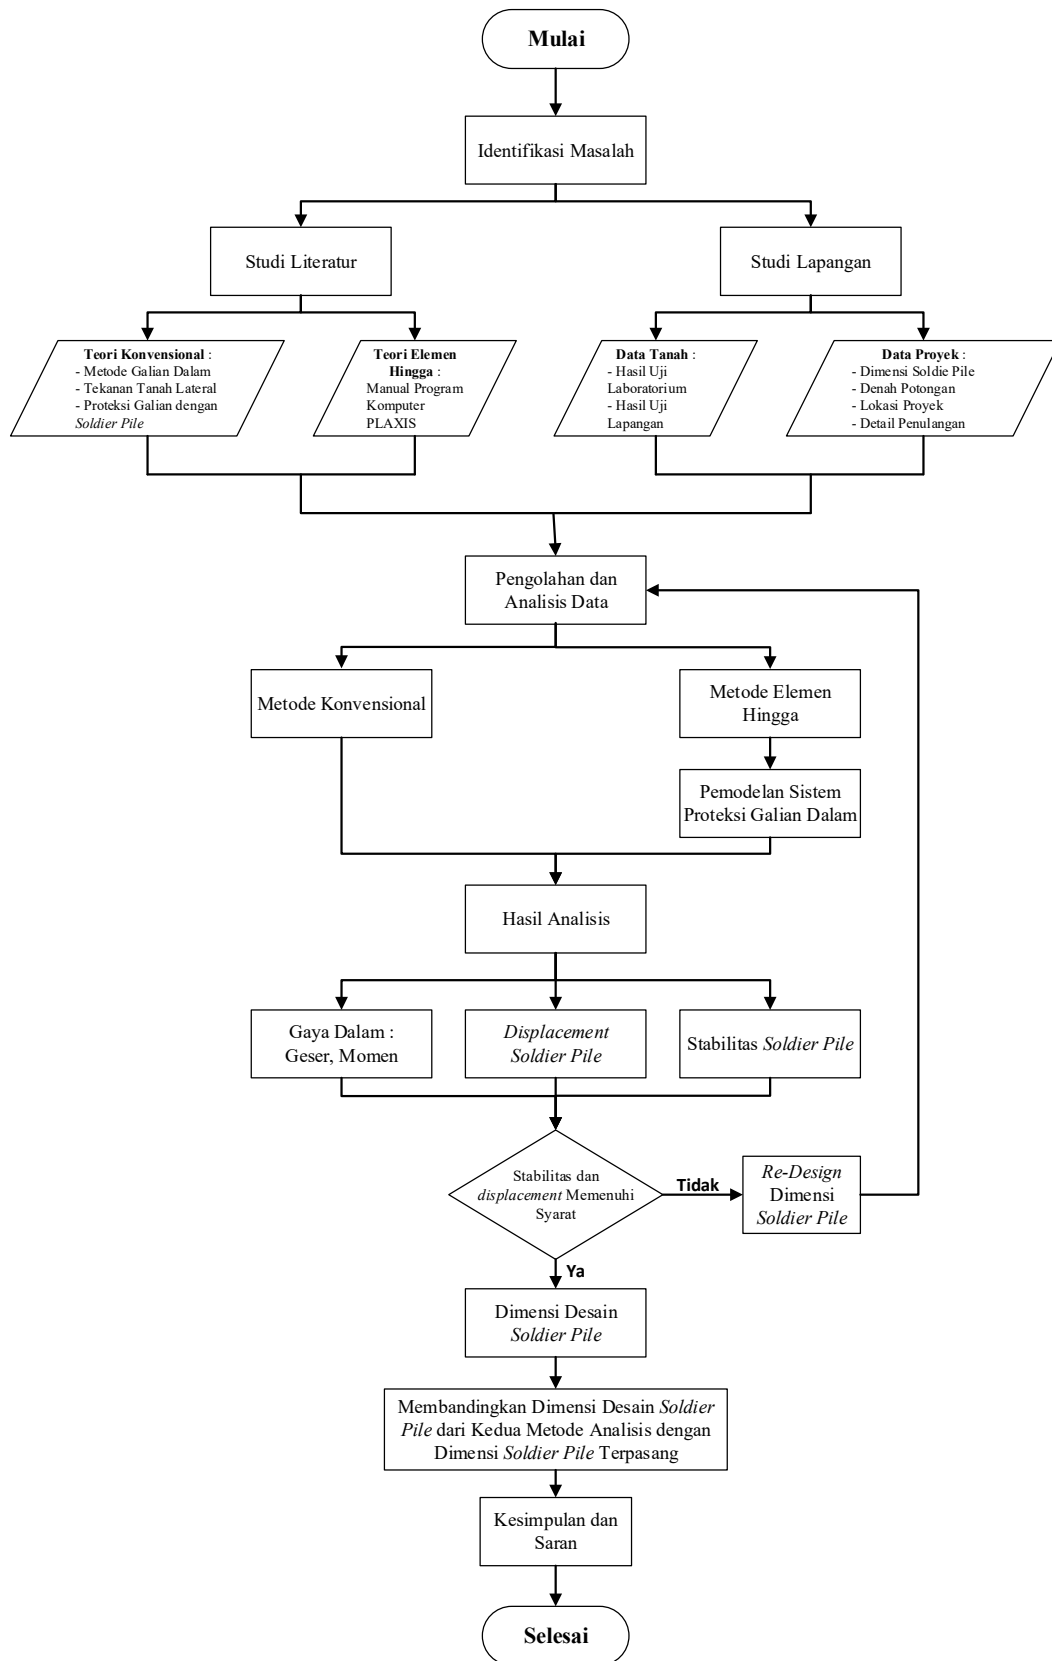 Mulai
Identifikasi Masalah
Studi Literatur
Studi Lapangan
Teori Konvensional :
- Metode Galian Dalam
- Tekanan Tanah Lateral
- Proteksi Galian dengan
Soldier Pile
Teori Elemen
Hingga :
Manual Program
Komputer
PLAXIS
Data Tanah :
- Hasil Uji
Laboratorium
- Hasil Uji
Lapangan
Data Proyek :
- Dimensi Soldie Pile
- Denah Potongan
- Lokasi Proyek
- Detail Penulangan
Pengolahan dan
Analisis Data
Metode Konvensional
Metode Elemen
Hingga
Pemodelan Sistem
Proteksi Galian Dalam
Hasil Analisis
Gaya Dalam :
Geser, Momen
Displacement
Soldier Pile
Stabilitas Soldier Pile
Stabilitas dan
displacement Memenuhi
Syarat
Tidak
Re-Design
Dimensi
Soldier Pile
Ya
Dimensi Desain
Soldier Pile
Membandingkan Dimensi Desain Soldier
Pile dari Kedua Metode Analisis dengan
Dimensi Soldier Pile Terpasang
Kesimpulan dan
Saran
Selesai